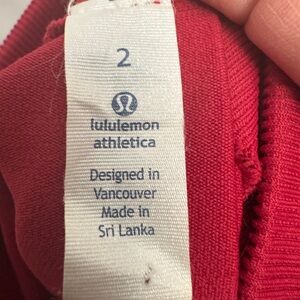 2
lululemon
athletica
Designed in
Vancouver
Made in
Sri Lanka